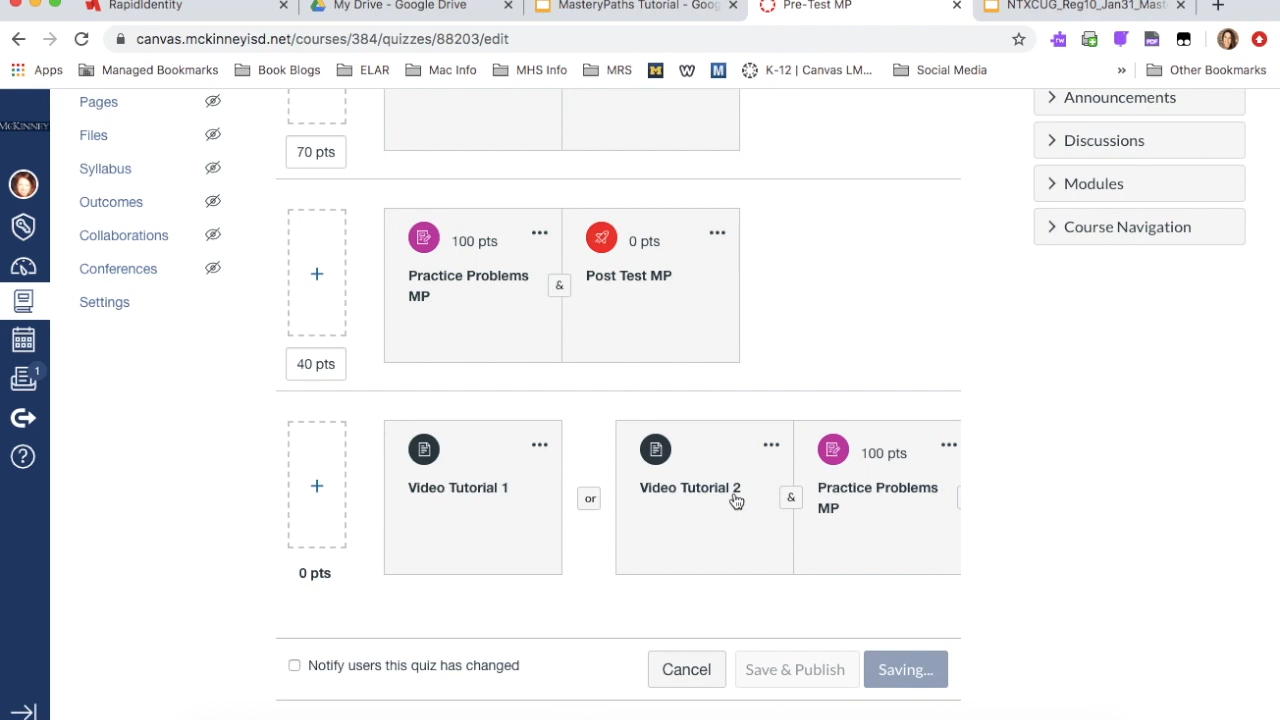 RapidIdentity
My Drive - Google Drive
MasteryPaths Tutorial - Goog
Pre-Test MP
NTXCUG_Reg10_Jan31_Mast
canvas.mckinneyisd.net/courses/384/quizzes/88203/edit
Apps
Managed Bookmarks
Book Blogs
ELAR
Mac Info
MHS Info
MRS
K-12 | Canvas LM...
Social Media
»
Other Bookmarks
McKINNEY
1
Pages
Files
Syllabus
Outcomes
Collaborations
Conferences
Settings
70 pts
100 pts
0 pts
Practice Problems
MP
&
Post Test MP
40 pts
Video Tutorial 1
or
Video Tutorial 2
&
100 pts
Practice Problems
MP
0 pts
Notify users this quiz has changed
Cancel
Save & Publish
Saving...
Announcements
Discussions
Modules
Course Navigation